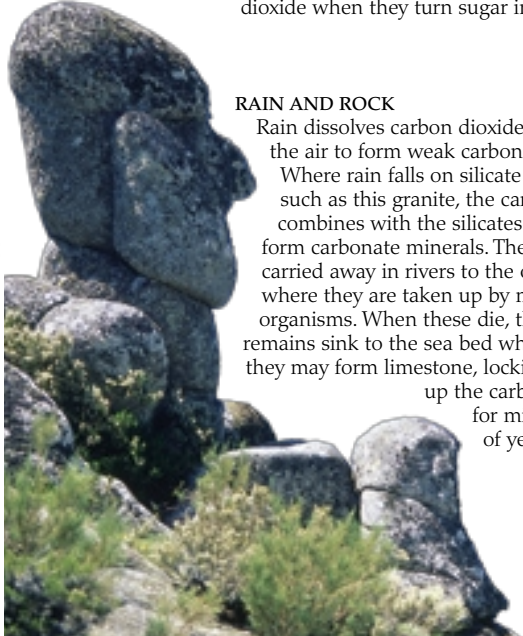 dioxide when they turn sugar in
RAIN AND ROCK
Rain dissolves carbon dioxide
the air to form weak carbon
Where rain falls on silicate
such as this granite, the car
combines with the silicates
form carbonate minerals. The
carried away in rivers to the
where they are taken up by
organisms. When these die, t
remains sink to the sea bed wh
they may form limestone, locki
up the carb
for mi
of ye